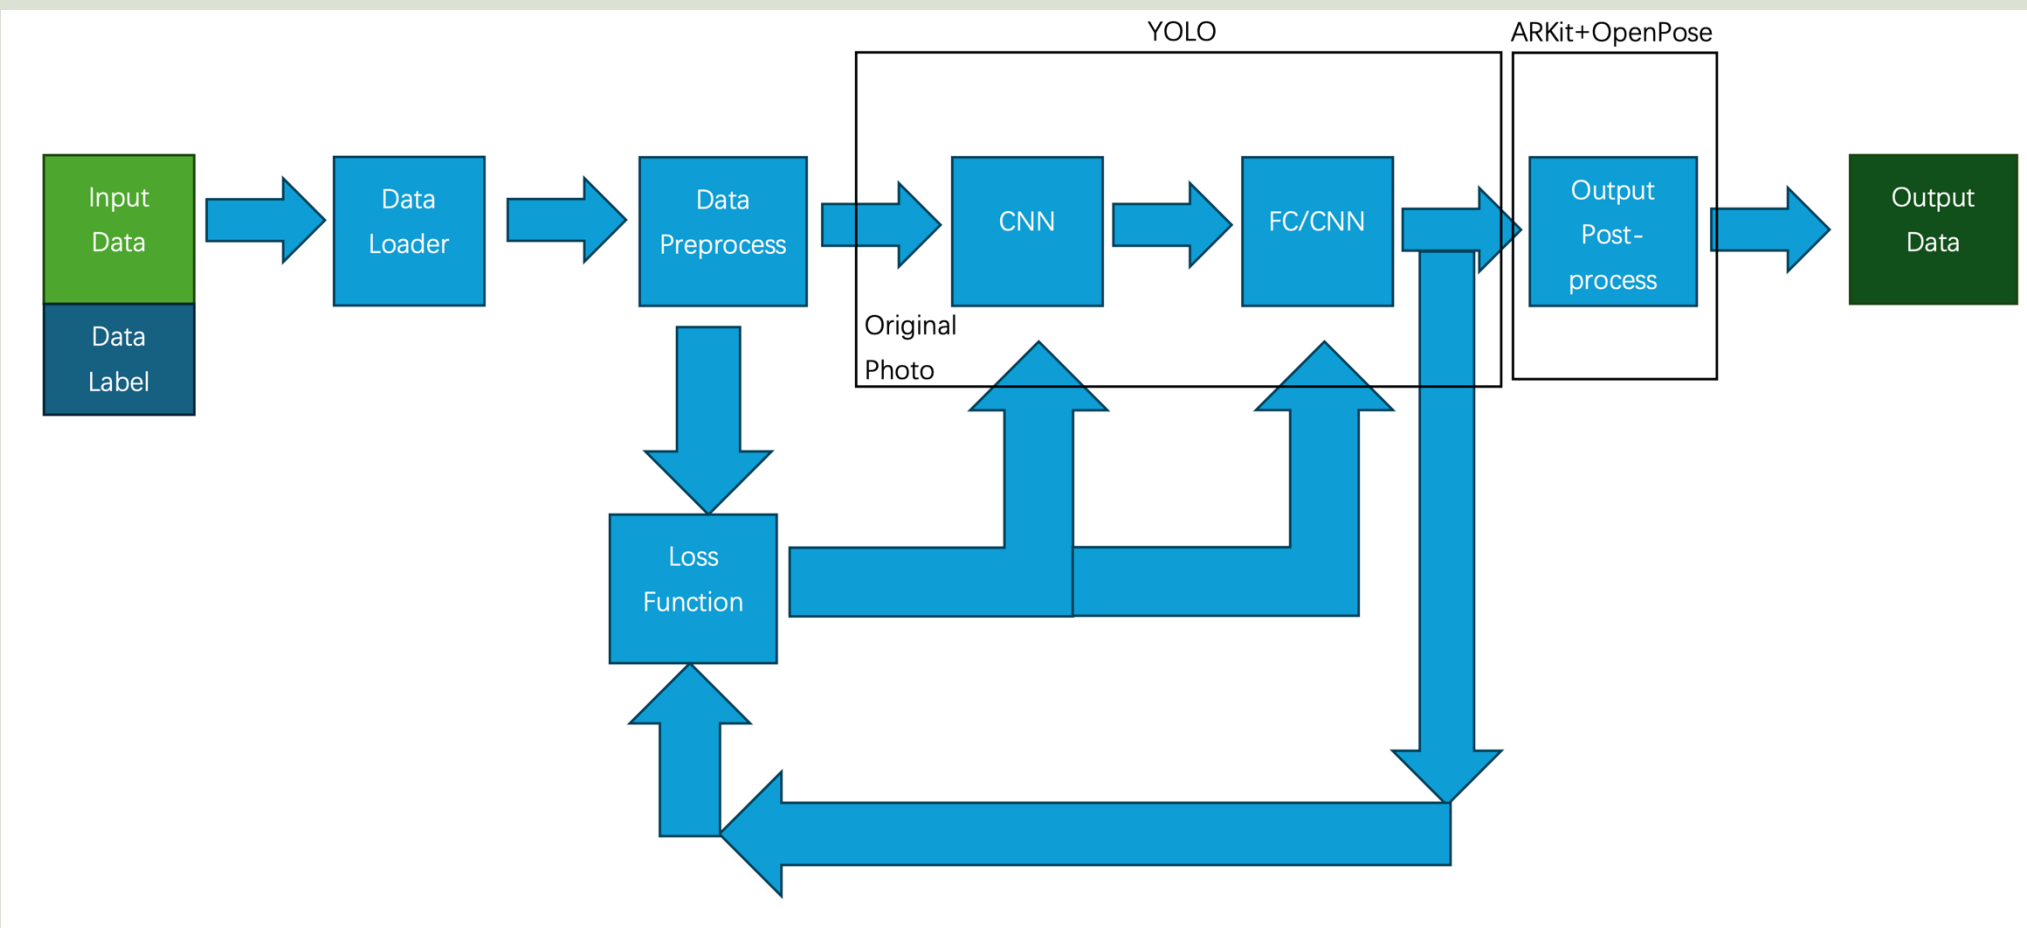 YOLO
ARKit+OpenPose
Input
Data
Data
Label
Data
Loader
Data
Preprocess
CNN
FC/CNN
Output
Post-
process
Output
Data
Original
Photo
Loss
Function